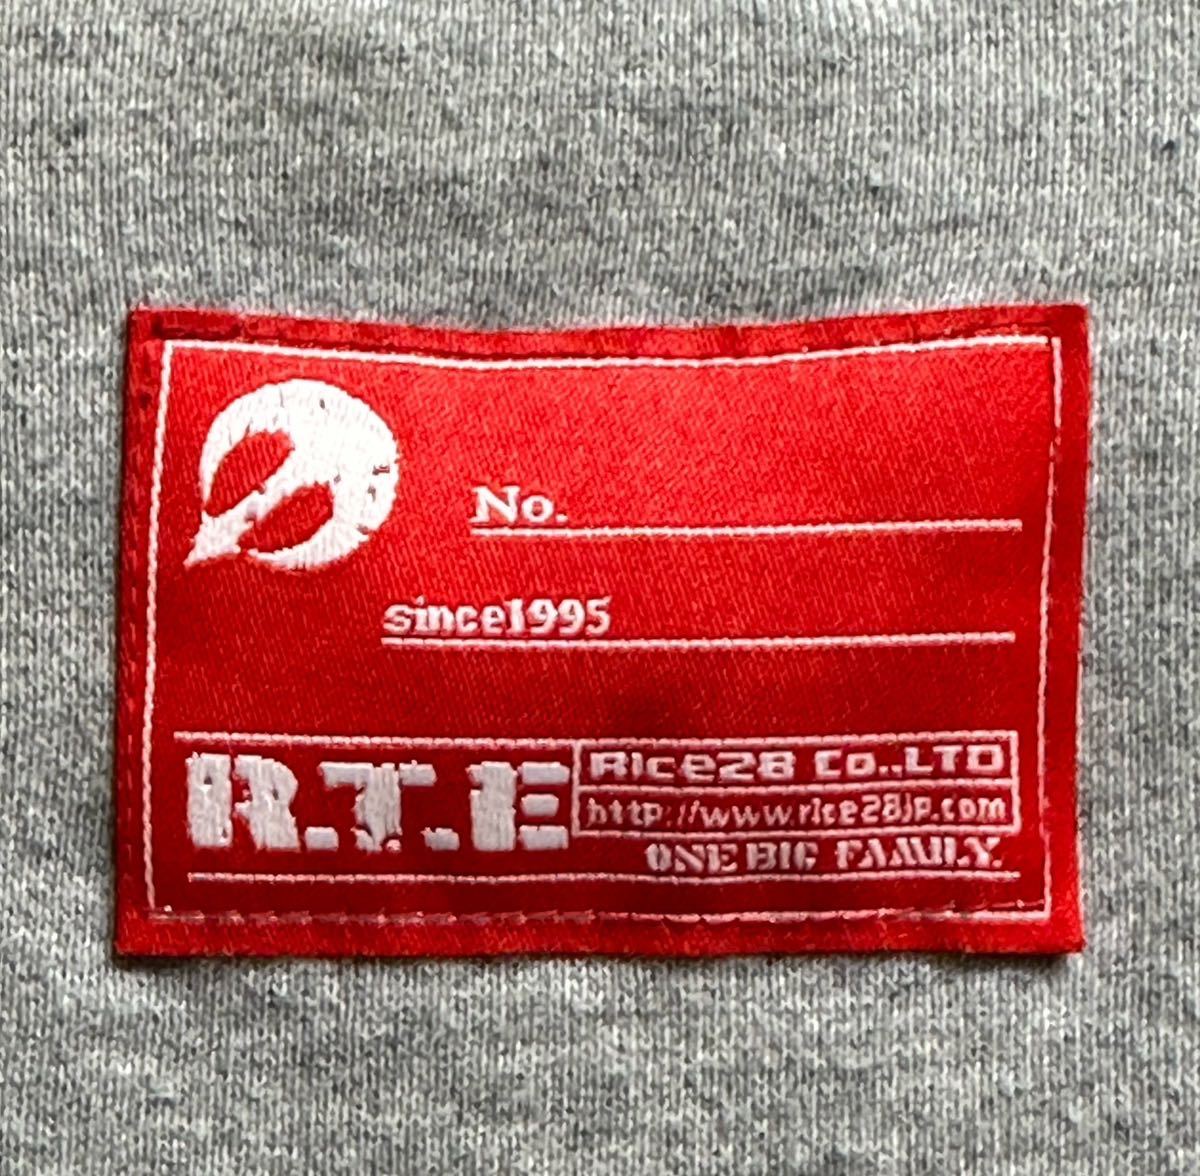 No.
since1995
R.T.E
Rice28 Co.,LTD
http://www.rice28jp.com
ONE BIG FAMILY.